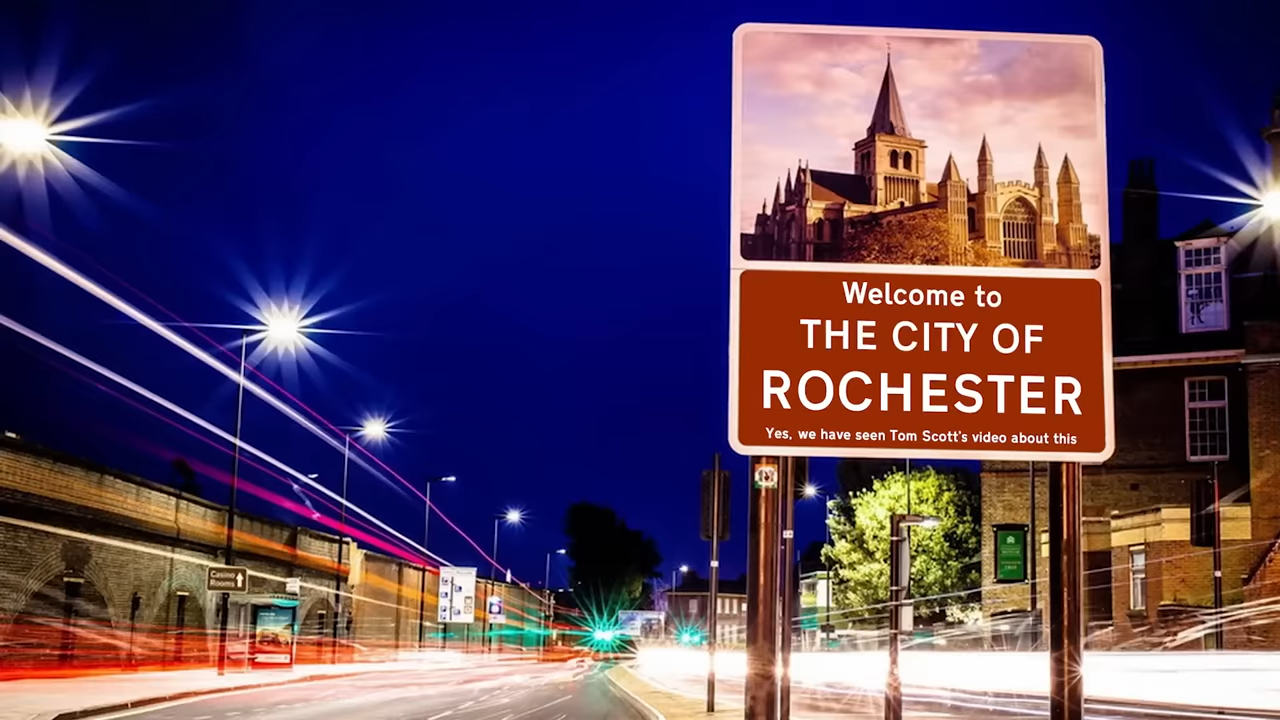 Welcome to
THE CITY OF
ROCHESTER
Yes, we have seen Tom Scott's video about this
Casino
Rooms